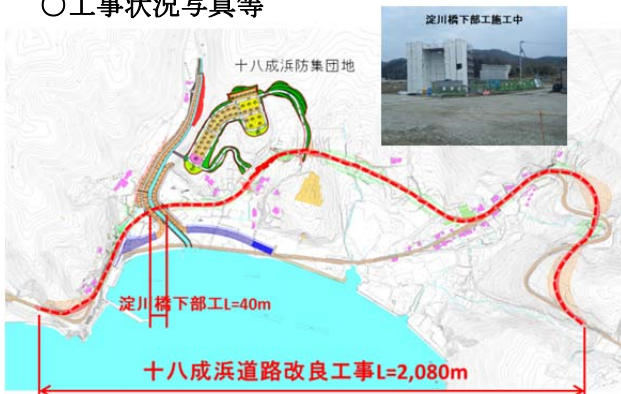 〇工事状況写真等
淀川橋下部工施工中
十八成浜防集団地
淀川橋下部工L=40m
十八成浜道路改良工事L=2,080m